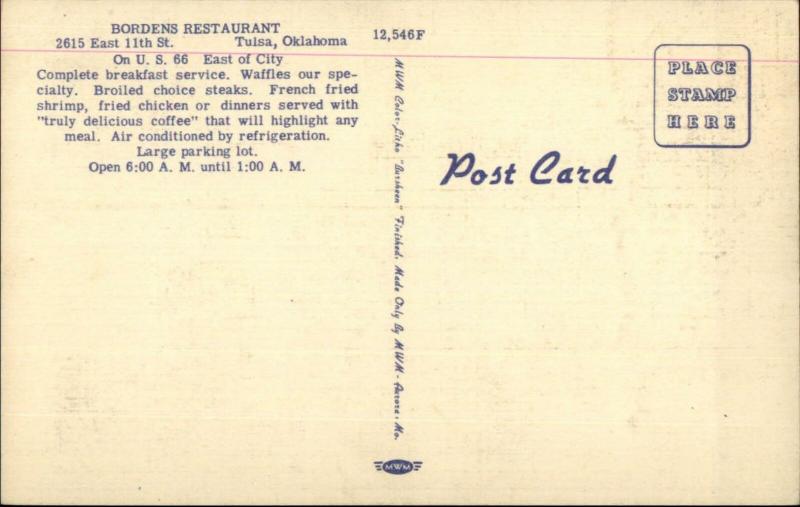 BORDENS RESTAURANT
2615 East 11th St. Tulsa, Oklahoma
On U. S. 66 East of City
Complete breakfast service. Waffles our spe-
cialty. Broiled choice steaks. French fried
shrimp, fried chicken or dinners served with
"truly delicious coffee" that will highlight any
meal. Air conditioned by refrigeration.
Large parking lot.
Open 6:00 A. M. until 1:00 A. M.
12,546F
MWM Color-Litho "Dursheen" Finished. Made Only By MWM - Aurora, Mo.
MWM
Post Card
PLACE
STAMP
HERE